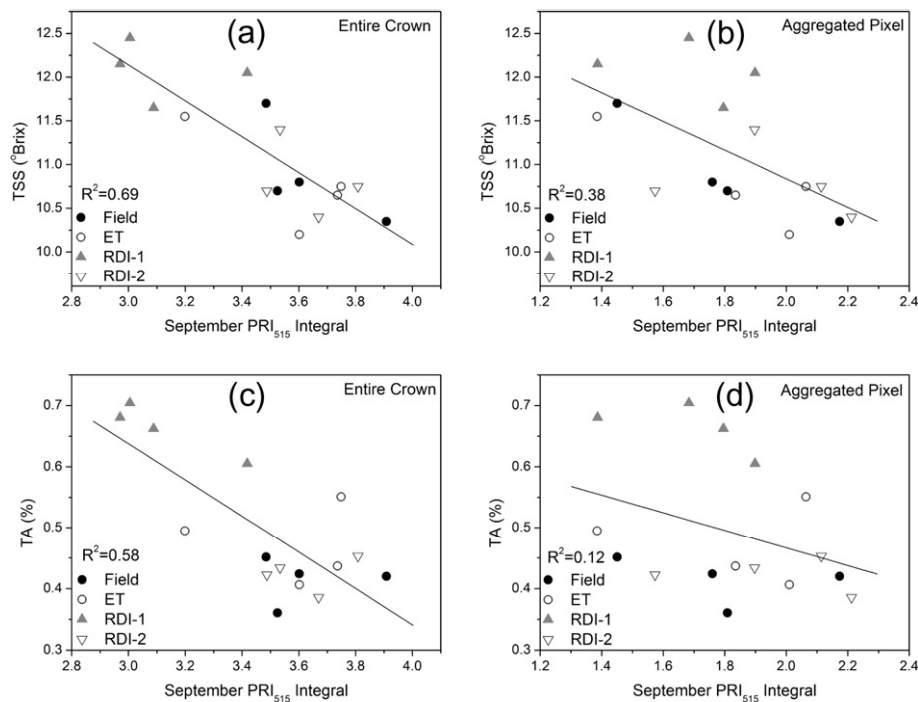 (a) Entire Crown
12.5
12.0
11.5
11.0
10.5
10.0
TSS (°Brix)
R²=0.69
Field
ET
RDI-1
RDI-2
2.8 3.0 3.2 3.4 3.6 3.8 4.0
September PRI₅₁₅ Integral
(b) Aggregated Pixel
12.5
12.0
11.5
11.0
10.5
10.0
TSS (°Brix)
R²=0.38
Field
ET
RDI-1
RDI-2
1.2 1.4 1.6 1.8 2.0 2.2 2.4
September PRI₅₁₅ Integral
(c) Entire Crown
0.7
0.6
0.5
0.4
0.3
TA (%)
R²=0.58
Field
ET
RDI-1
RDI-2
2.8 3.0 3.2 3.4 3.6 3.8 4.0
September PRI₅₁₅ Integral
(d) Aggregated Pixel
0.7
0.6
0.5
0.4
0.3
TA (%)
R²=0.12
Field
ET
RDI-1
RDI-2
1.2 1.4 1.6 1.8 2.0 2.2 2.4
September PRI₅₁₅ Integral